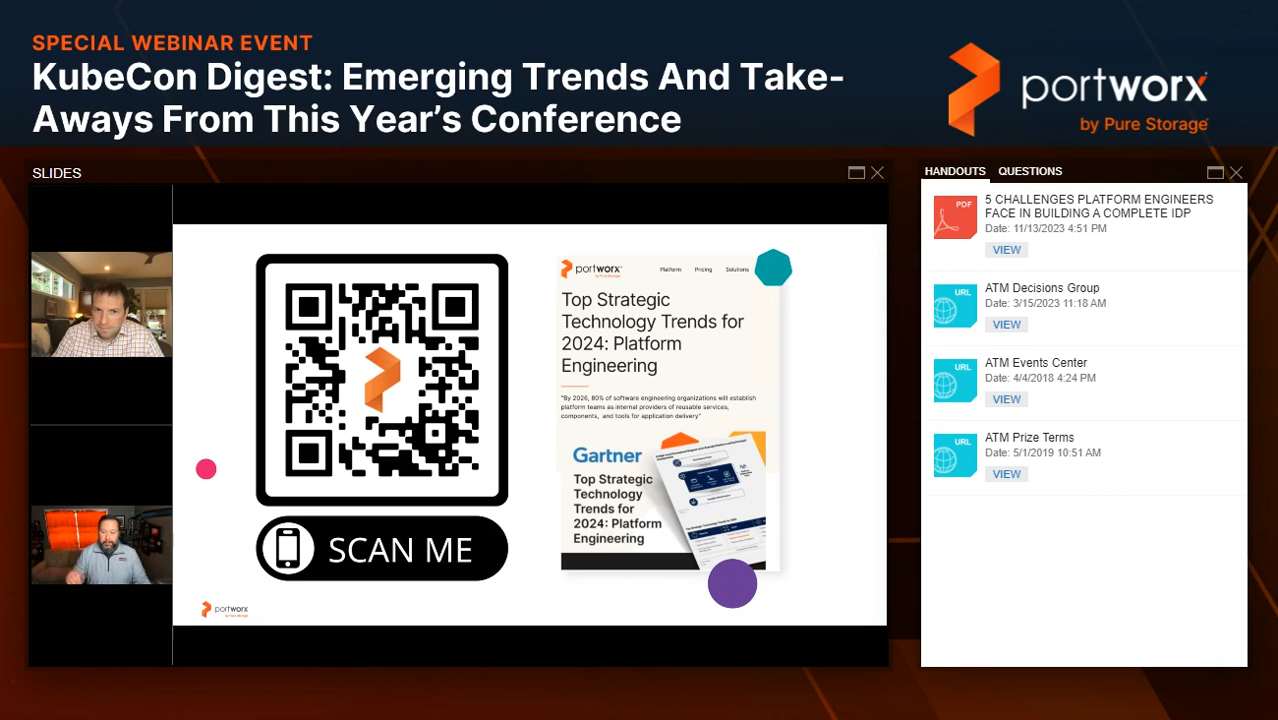 SPECIAL WEBINAR EVENT
KubeCon Digest: Emerging Trends And Take-
Aways From This Year's Conference
portworx
by Pure Storage
SLIDES
HANDOUTS QUESTIONS
SCAN ME
portworx
by Pure Storage
Platform Pricing Solutions
Top Strategic
Technology Trends for
2024: Platform
Engineering
"By 2026, 80% of software engineering organizations will establish
platform teams as internal providers of reusable services,
components, and tools for application delivery"
Gartner
Top Strategic
Technology
Trends for
2024: Platform
Engineering
portworx
by Pure Storage
PDF
5 CHALLENGES PLATFORM ENGINEERS
FACE IN BUILDING A COMPLETE IDP
Date: 11/13/2023 4:51 PM
VIEW
URL
ATM Decisions Group
Date: 3/15/2023 11:18 AM
VIEW
URL
ATM Events Center
Date: 4/4/2018 4:24 PM
VIEW
URL
ATM Prize Terms
Date: 5/1/2019 10:51 AM
VIEW